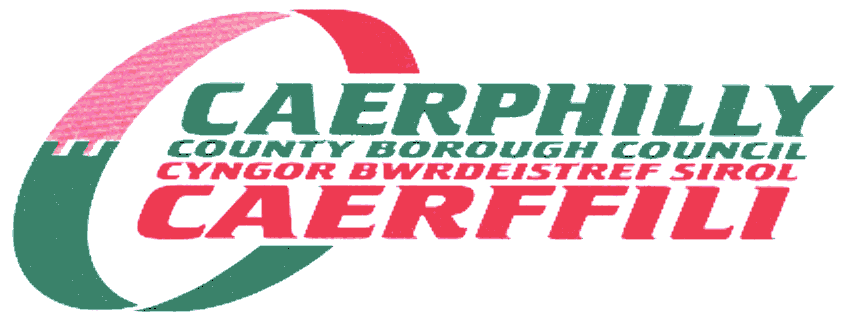 CAERPHILLY
COUNTY BOROUGH COUNCIL
CYNGOR BWRDEISTREF SIROL
CAERFFILI